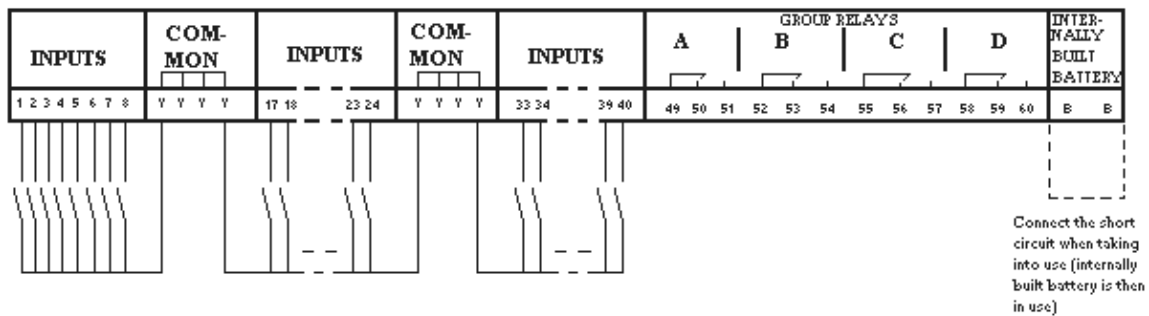 INPUTS
COM-
MON
INPUTS
COM-
MON
INPUTS
GROUP RELAYS
A B C D
INTER-
NALLY
BUILT
BATTERY
1 2 3 4 5 6 7 8 Y Y Y Y 17 18 23 24 Y Y Y Y 33 34 39 40 49 50 51 52 53 54 55 56 57 58 59 60 B B
Connect the short
circuit when taking
into use (internally
built battery is then
in use)